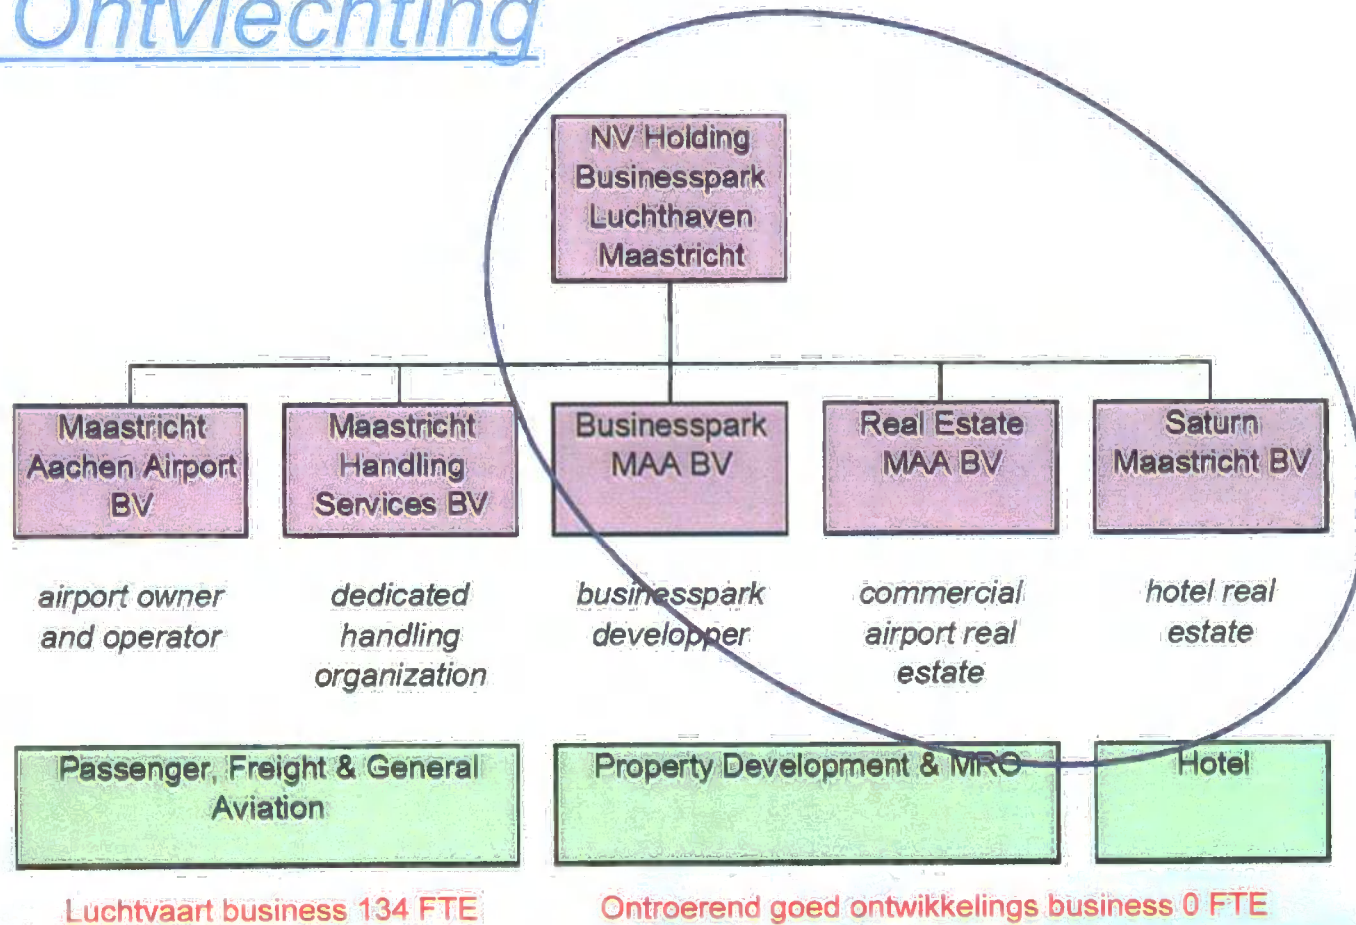 Ontvlechting
NV Holding
Businesspark
Luchthaven
Maastricht
Maastricht
Aachen Airport
BV
Maastricht
Handling
Services BV
Businesspark
MAA BV
Real Estate
MAA BV
Saturn
Maastricht BV
airport owner
and operator
dedicated
handling
organization
businesspark
developper
commercial
airport real
estate
hotel real
estate
Passenger, Freight & General
Aviation
Property Development & MRO
Hotel
Luchtvaart business 134 FTE
Ontroerend goed ontwikkelings business 0 FTE